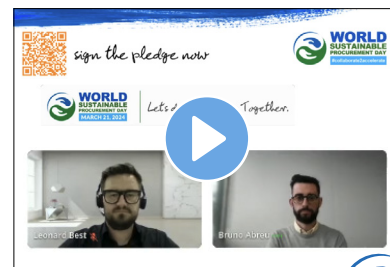 sign the pledge now
WORLD
SUSTAINABLE
PROCUREMENT DAY
WORLD
SUSTAINABLE
PROCUREMENT DAY
MARCH 21, 2024
Let's d
Together.
Leonard Best
Bruno Abreu